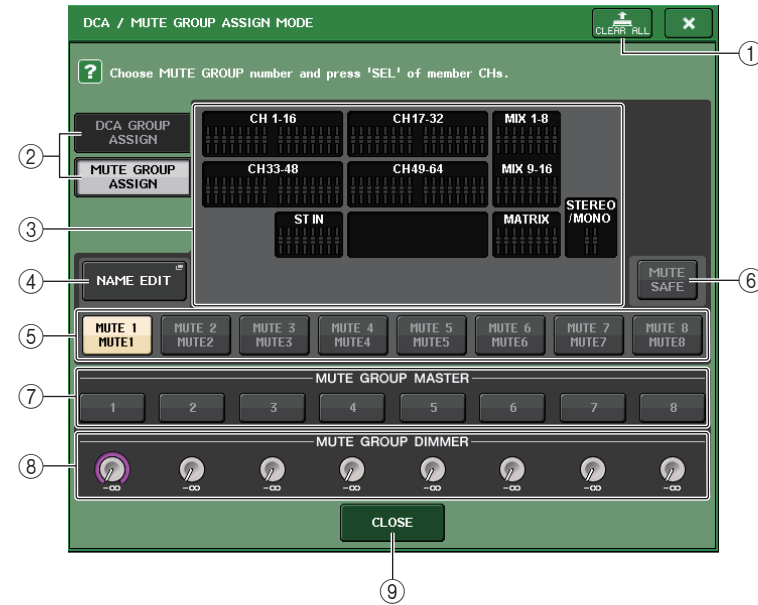 DCA / MUTE GROUP ASSIGN MODE
CLEAR ALL
×
①
? Choose MUTE GROUP number and press 'SEL' of member CHs.
②
DCA GROUP
ASSIGN
MUTE GROUP
ASSIGN
③
CH 1-16
CH17-32
MIX 1-8
CH33-48
CH49-64
MIX 9-16
ST IN
MATRIX
STEREO
/MONO
④
NAME EDIT
MUTE
SAFE
⑥
⑤
MUTE 1
MUTE1
MUTE 2
MUTE2
MUTE 3
MUTE3
MUTE 4
MUTE4
MUTE 5
MUTE5
MUTE 6
MUTE6
MUTE 7
MUTE7
MUTE 8
MUTE8
⑦
MUTE GROUP MASTER
1 2 3 4 5 6 7 8
⑧
MUTE GROUP DIMMER
-∞ -∞ -∞ -∞ -∞ -∞ -∞ -∞
CLOSE
⑨